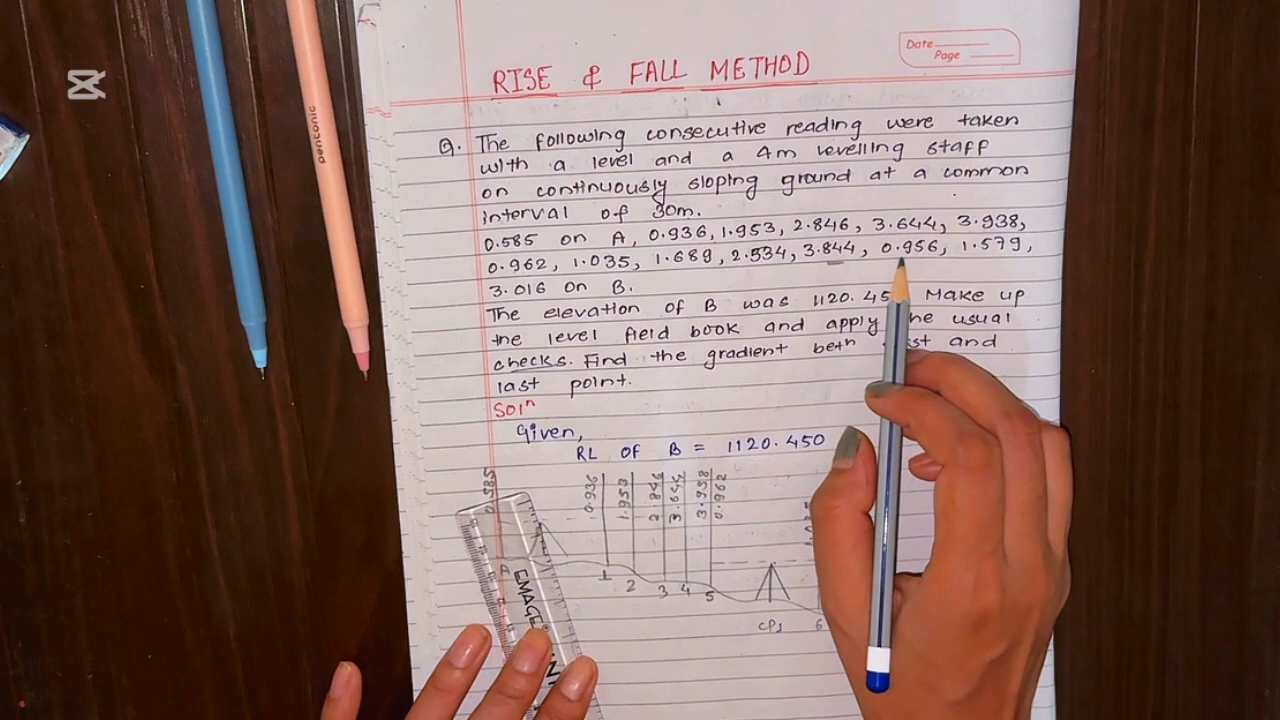 Date
Page
RISE & FALL METHOD
Q. The following consecutive reading were taken
with a level and a 4m levelling staff
on continuously sloping ground at a common
interval of 30m.
0.585 on A, 0.936, 1.953, 2.846, 3.644, 3.938,
0.962, 1.035, 1.689, 2.534, 3.844, 0.956, 1.579,
3.016 on B.
The elevation of B was 1120.45 Make up
the level field book and apply he usual
checks. Find the gradient betn st and
last point.
Soln
Given,
RL OF B = 1120.450
0.585
0.936
1.953
2.846
3.644
3.938
0.962
A
1
2
3
4
5
CP1
6
EMAGE
pentonic